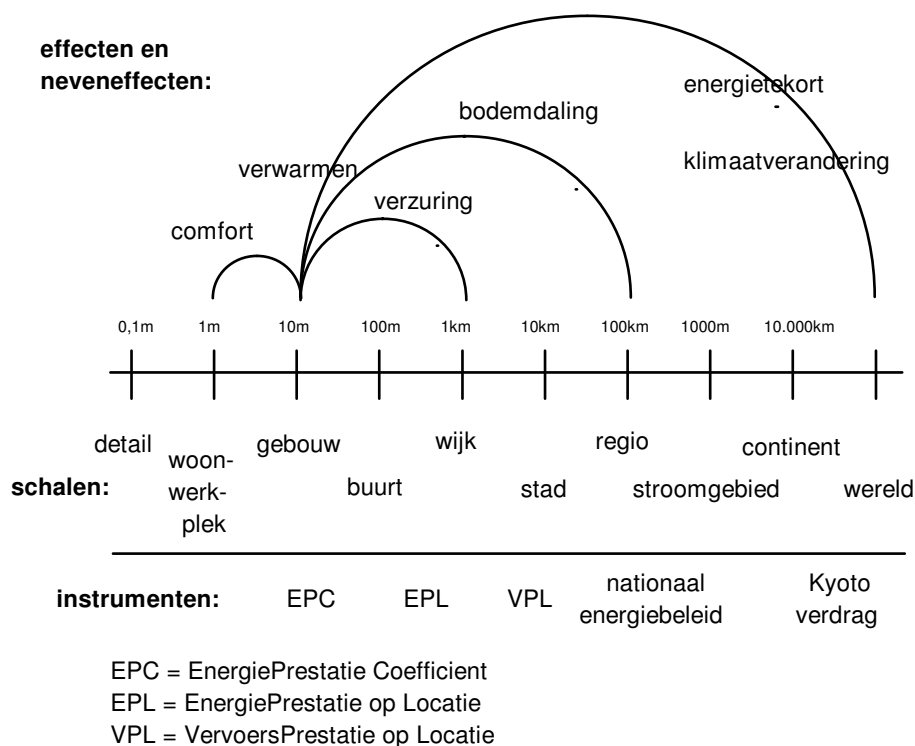 effecten en
neveneffecten:
energietekort
bodemdaling
klimaatverandering
verwarmen
verzuring
comfort
0,1m 1m 10m 100m 1km 10km 100km 1000m 10.000km
detail gebouw wijk regio continent
woon-
schalen: werk- buurt stad stroomgebied wereld
plek
instrumenten: EPC EPL VPL nationaal Kyoto
energiebeleid verdrag
EPC = EnergiePrestatie Coefficient
EPL = EnergiePrestatie op Locatie
VPL = VervoersPrestatie op Locatie